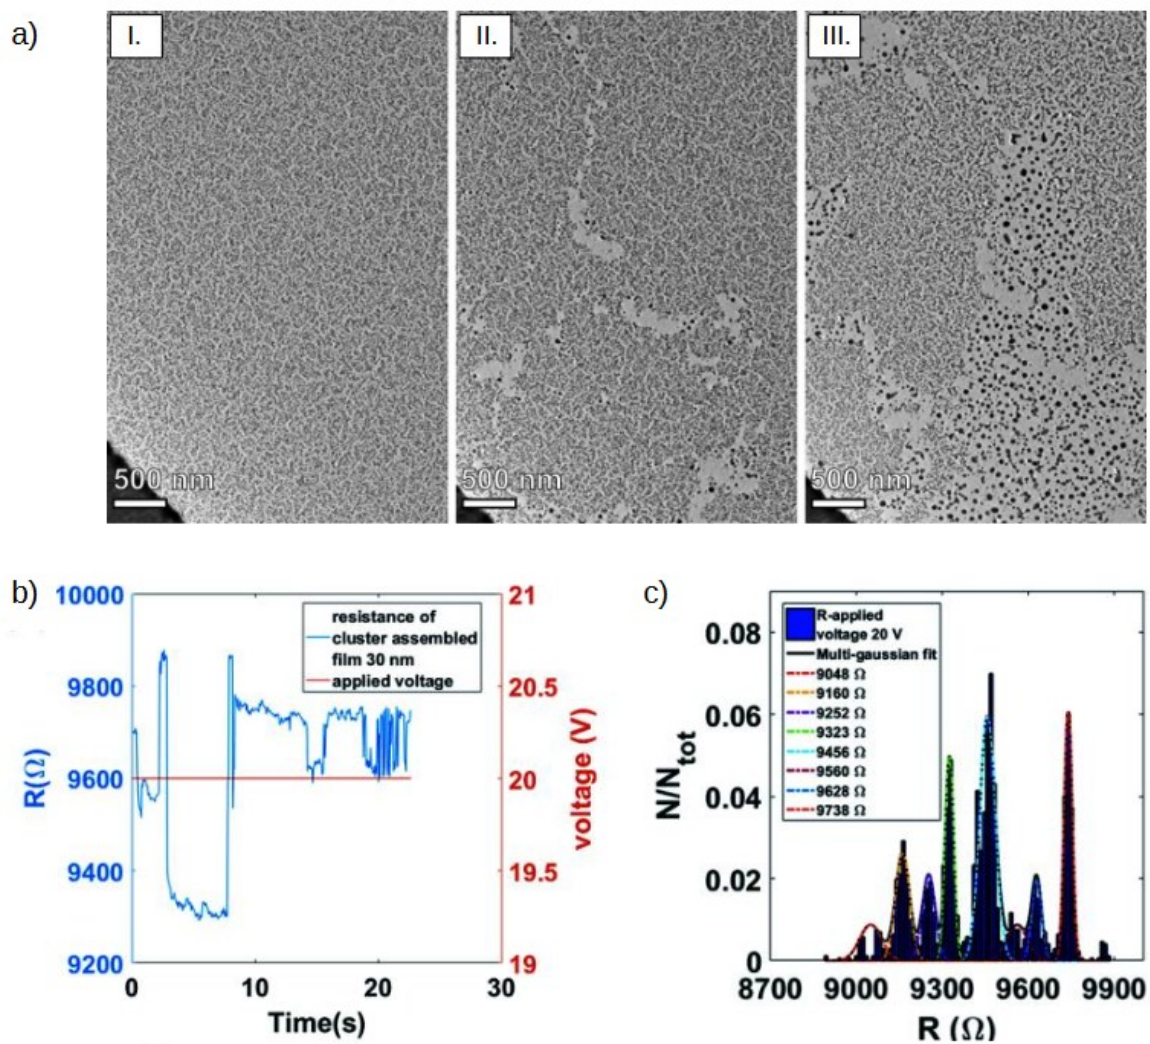 a)
I.
II.
III.
500 nm
500 nm
500 nm
b)
10000
9800
9600
9400
9200
R(Ω)
0
10
20
30
Time(s)
21
20.5
20
19.5
19
voltage (V)
resistance of
cluster assembled
film 30 nm
applied voltage
c)
0.08
0.06
0.04
0.02
0
N/Ntot
8700
9000
9300
9600
9900
R (Ω)
R-applied
voltage 20 V
Multi-gaussian fit
9048 Ω
9160 Ω
9252 Ω
9323 Ω
9456 Ω
9560 Ω
9628 Ω
9738 Ω